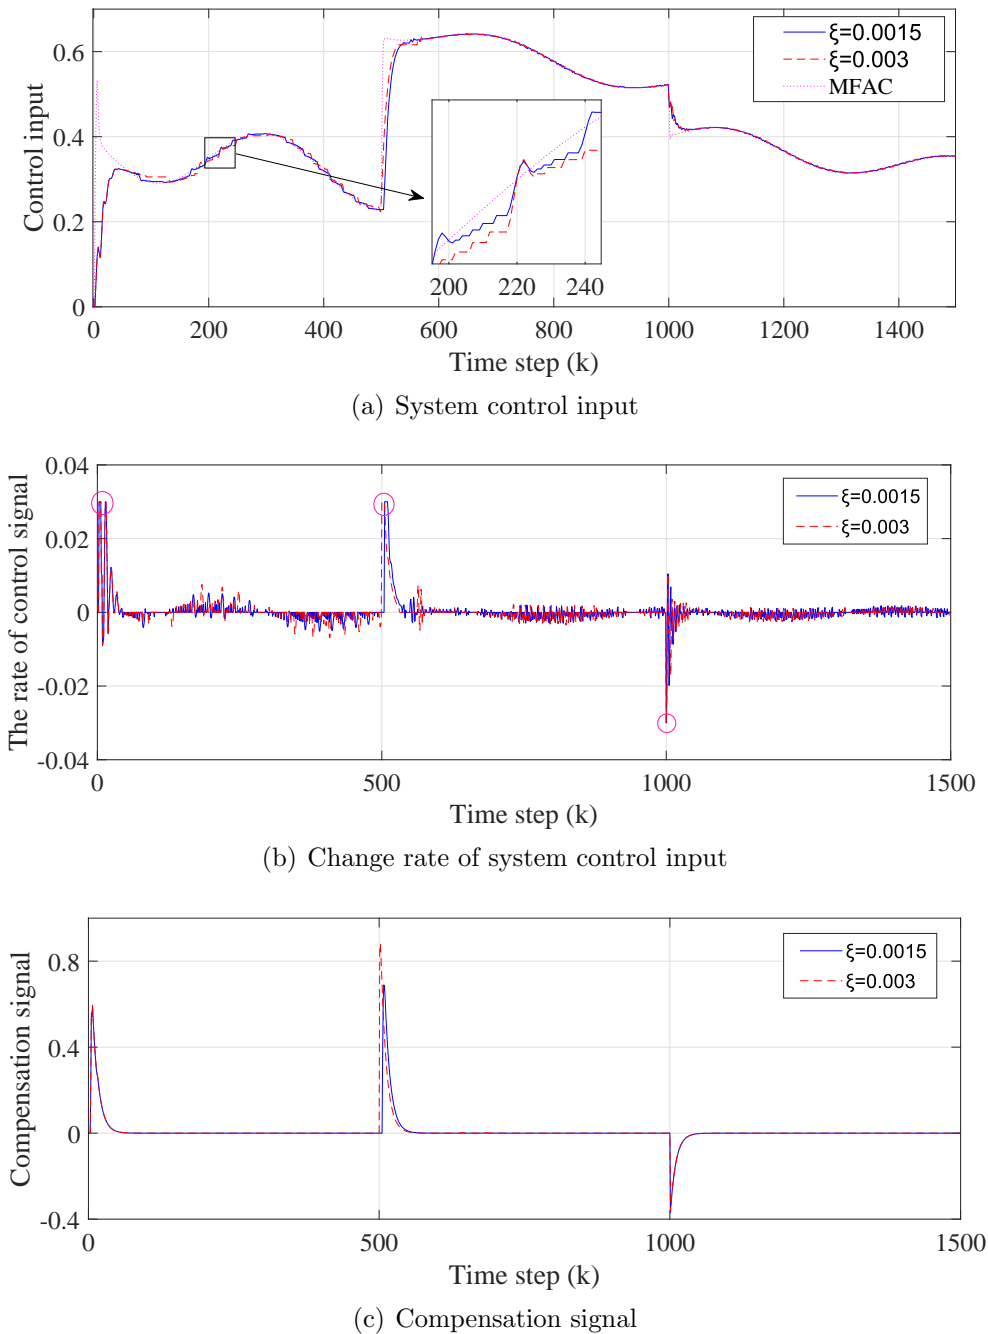 0.6
0.4
0.2
0
Control input
ξ=0.0015
ξ=0.003
MFAC
200 220 240
0 200 400 600 800 1000 1200 1400
Time step (k)
(a) System control input
0.04
0.02
0
-0.02
-0.04
The rate of control signal
ξ=0.0015
ξ=0.003
0 500 1000 1500
Time step (k)
(b) Change rate of system control input
0.8
0.4
0
-0.4
Compensation signal
ξ=0.0015
ξ=0.003
0 500 1000 1500
Time step (k)
(c) Compensation signal